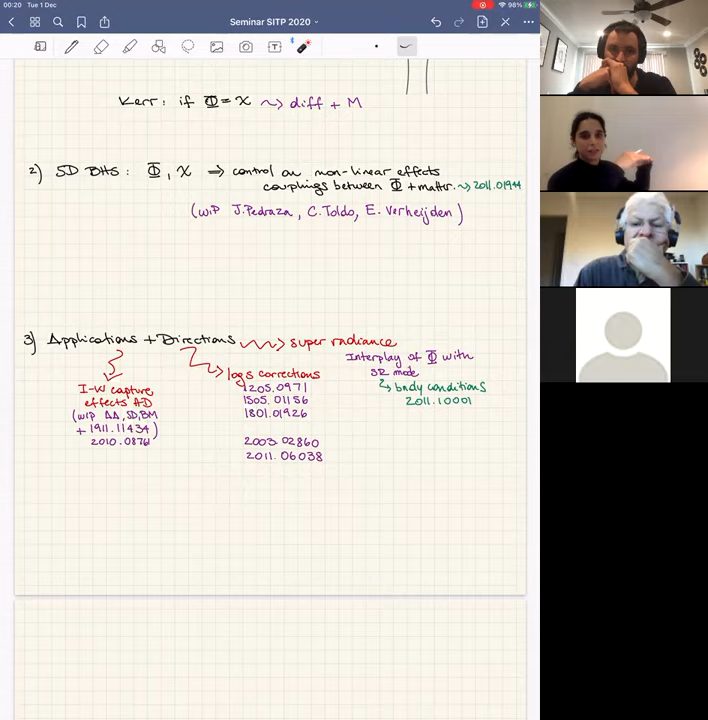 00:20 Tue 1 Dec
98%
Seminar SITP 2020
Kerr: if Φ = χ ⇝ diff + M
2) 5D BHs: Φ, χ ⇒ control on non-linear effects
couplings between Φ + matter. ⇝ 2011.01944
(wip J.Pedraza, C.Toldo, E.Verheijden)
3) Applications + Directions ⇝ super radiance
Interplay of Φ with
SR mode
↳ bndy conditions
2011.10001
logs corrections
1205.0971
1505.01156
1801.01926
2003.02860
2011.06038
I-W capture
effects AD
(wip AA, SD, BM
+ 1911.11434)
2010.08761